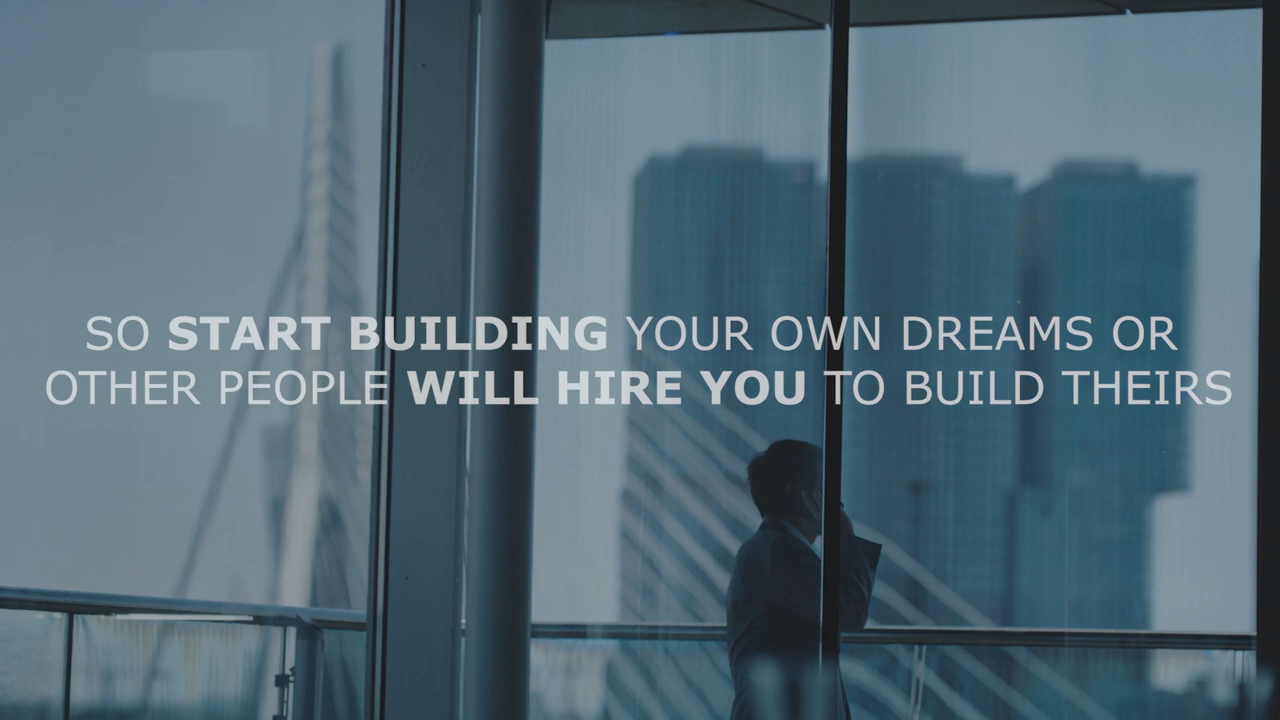 SO START BUILDING YOUR OWN DREAMS OR
OTHER PEOPLE WILL HIRE YOU TO BUILD THEIRS